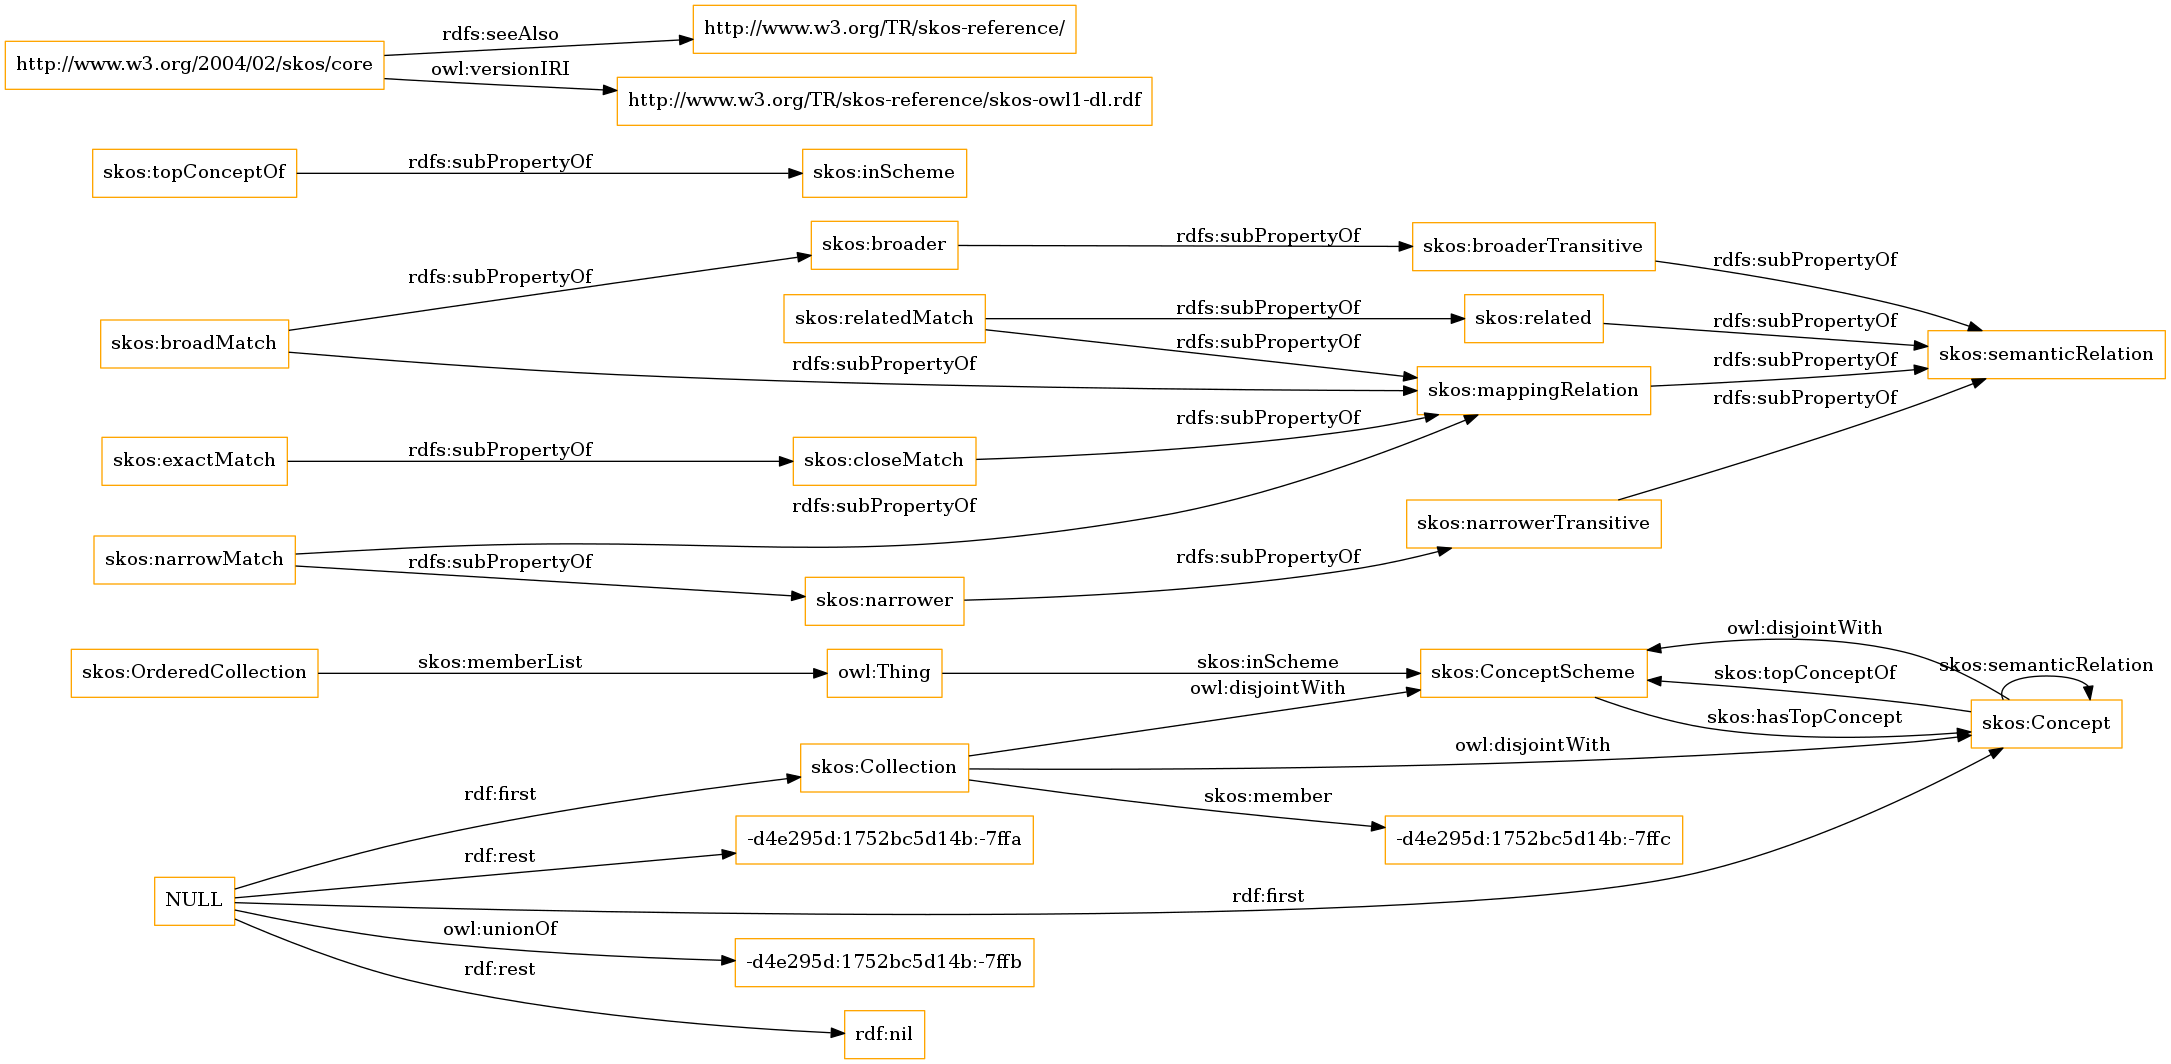 http://www.w3.org/2004/02/skos/core
rdfs:seeAlso
http://www.w3.org/TR/skos-reference/
owl:versionIRI
http://www.w3.org/TR/skos-reference/skos-owl1-dl.rdf
skos:topConceptOf
rdfs:subPropertyOf
skos:inScheme
skos:broadMatch
rdfs:subPropertyOf
skos:broader
rdfs:subPropertyOf
skos:broaderTransitive
rdfs:subPropertyOf
rdfs:subPropertyOf
skos:relatedMatch
rdfs:subPropertyOf
skos:related
rdfs:subPropertyOf
skos:semanticRelation
rdfs:subPropertyOf
skos:mappingRelation
rdfs:subPropertyOf
skos:exactMatch
rdfs:subPropertyOf
skos:closeMatch
rdfs:subPropertyOf
rdfs:subPropertyOf
skos:narrowMatch
rdfs:subPropertyOf
rdfs:subPropertyOf
skos:narrower
rdfs:subPropertyOf
skos:narrowerTransitive
skos:OrderedCollection
skos:memberList
owl:Thing
skos:inScheme
skos:ConceptScheme
owl:disjointWith
skos:semanticRelation
skos:topConceptOf
skos:hasTopConcept
skos:Concept
owl:disjointWith
skos:Collection
owl:disjointWith
skos:member
-d4e295d:1752bc5d14b:-7ffc
NULL
rdf:first
rdf:rest
-d4e295d:1752bc5d14b:-7ffa
rdf:first
owl:unionOf
-d4e295d:1752bc5d14b:-7ffb
rdf:rest
rdf:nil